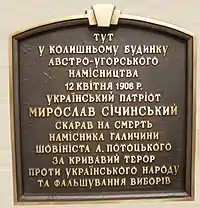 ТУТ
У КОЛИШНЬОМУ БУДИНКУ
АВСТРО-УГОРСЬКОГО
НАМІСНИЦТВА
12 КВІТНЯ 1908 Р.
УКРАЇНСЬКИЙ ПАТРІОТ
МИРОСЛАВ СІЧИНСЬКИЙ
СКАРАВ НА СМЕРТЬ
НАМІСНИКА ГАЛИЧИНИ
ШОВІНІСТА А. ПОТОЦЬКОГО
ЗА КРИВАВИЙ ТЕРОР
ПРОТИ УКРАЇНСЬКОГО НАРОДУ
ТА ФАЛЬШУВАННЯ ВИБОРІВ